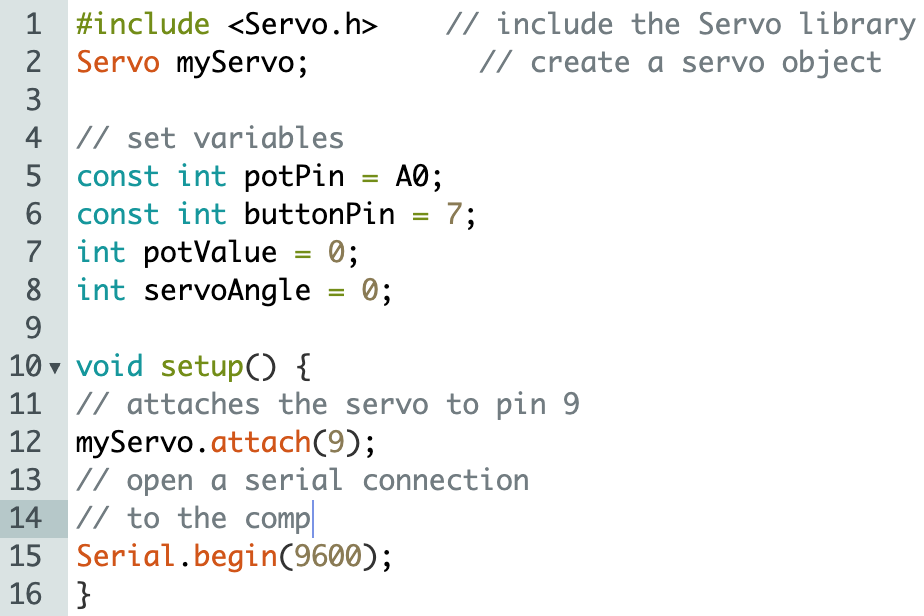 1 #include <Servo.h>    // include the Servo library
2 Servo myServo;          // create a servo object
3
4 // set variables
5 const int potPin = A0;
6 const int buttonPin = 7;
7 int potValue = 0;
8 int servoAngle = 0;
9
10 void setup() {
11 // attaches the servo to pin 9
12 myServo.attach(9);
13 // open a serial connection
14 // to the comp
15 Serial.begin(9600);
16 }